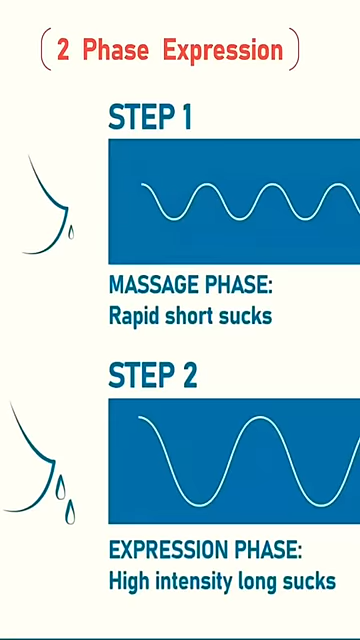 2 Phase Expression
STEP 1
MASSAGE PHASE:
Rapid short sucks
STEP 2
EXPRESSION PHASE:
High intensity long sucks